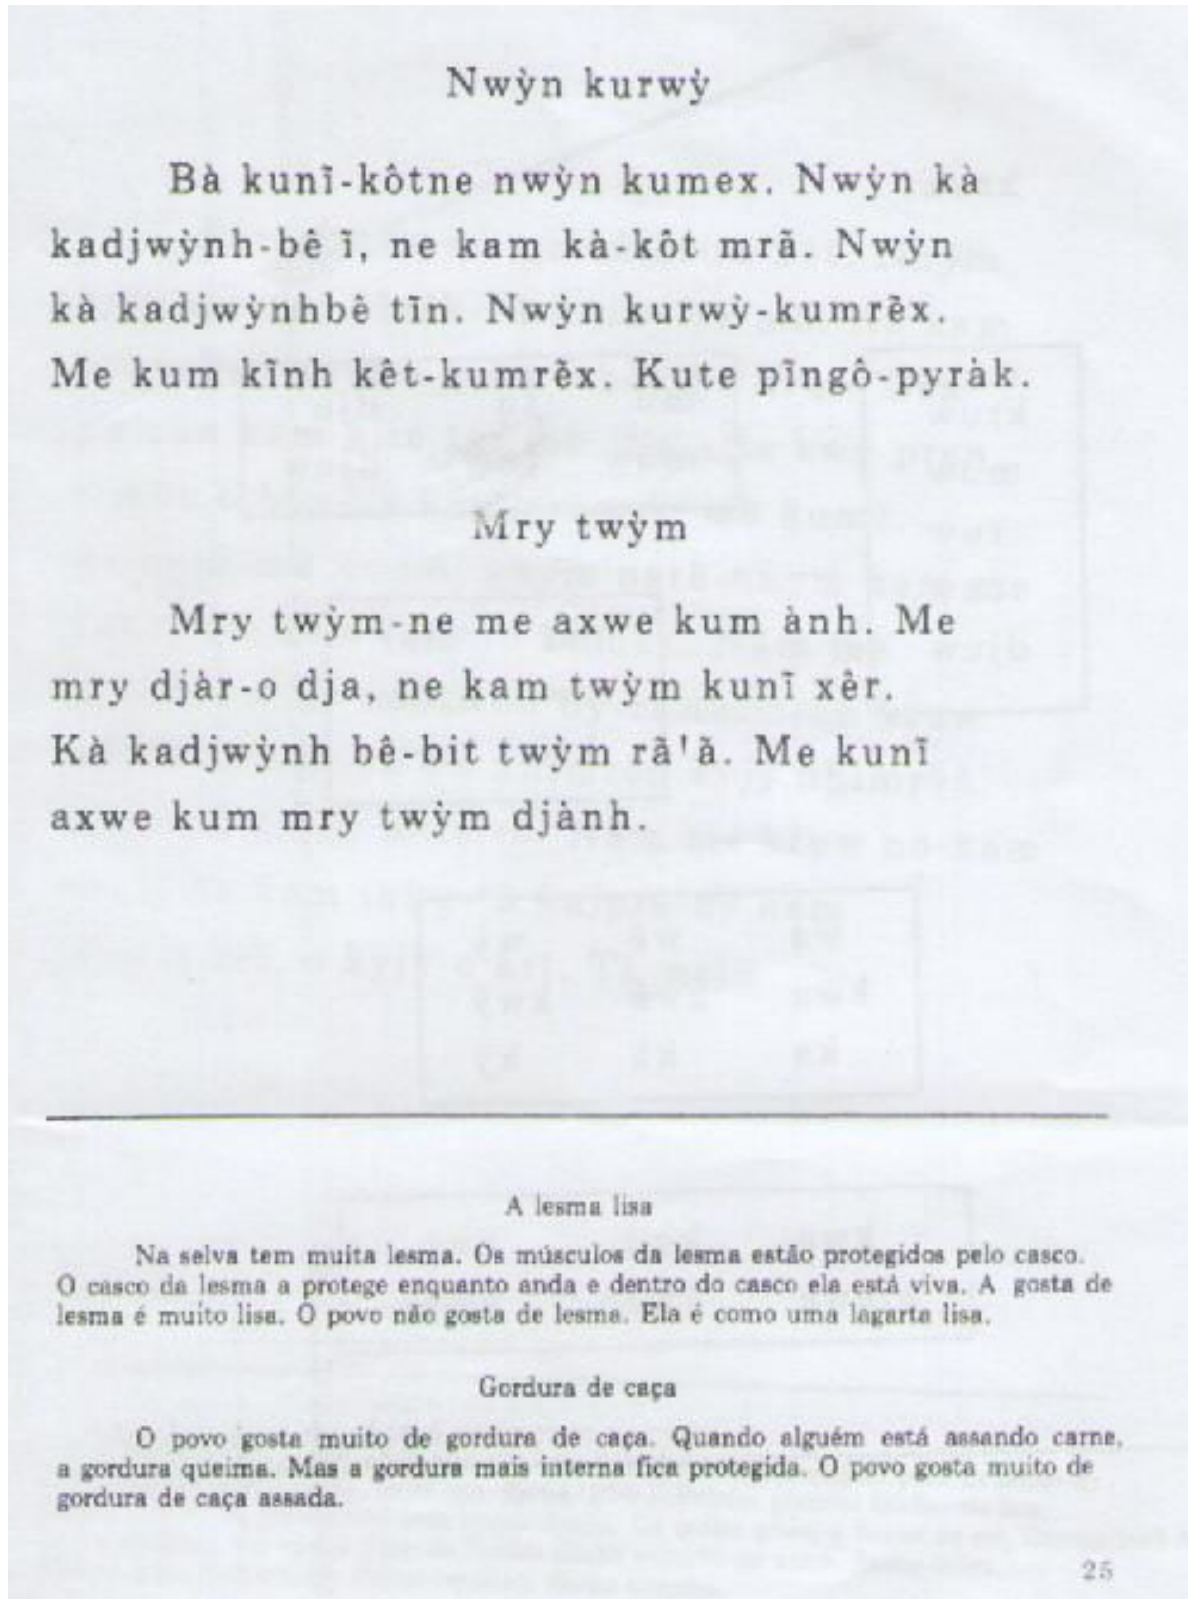 Nwỳn kurwỳ
Bà kunĩ-kôtne nwỳn kumex. Nwỳn kà
kadjwỳnh-bê ĩ, ne kam kà-kôt mrã. Nwỳn
kà kadjwỳnhbê tĩn. Nwỳn kurwỳ-kumrẽx.
Me kum kĩnh kêt-kumrẽx. Kute pĩngô-pyràk.
Mry twỳm
Mry twỳm-ne me axwe kum ành. Me
mry djàr-o dja, ne kam twỳm kunĩ xêr.
Kà kadjwỳnh bê-bit twỳm rã'ã. Me kunĩ
axwe kum mry twỳm djành.
A lesma lisa
Na selva tem muita lesma. Os músculos da lesma estão protegidos pelo casco.
O casco da lesma a protege enquanto anda e dentro do casco ela está viva. A gosta de
lesma é muito lisa. O povo não gosta de lesma. Ela é como uma lagarta lisa.
Gordura de caça
O povo gosta muito de gordura de caça. Quando alguém está assando carne,
a gordura queima. Mas a gordura mais interna fica protegida. O povo gosta muito de
gordura de caça assada.
25